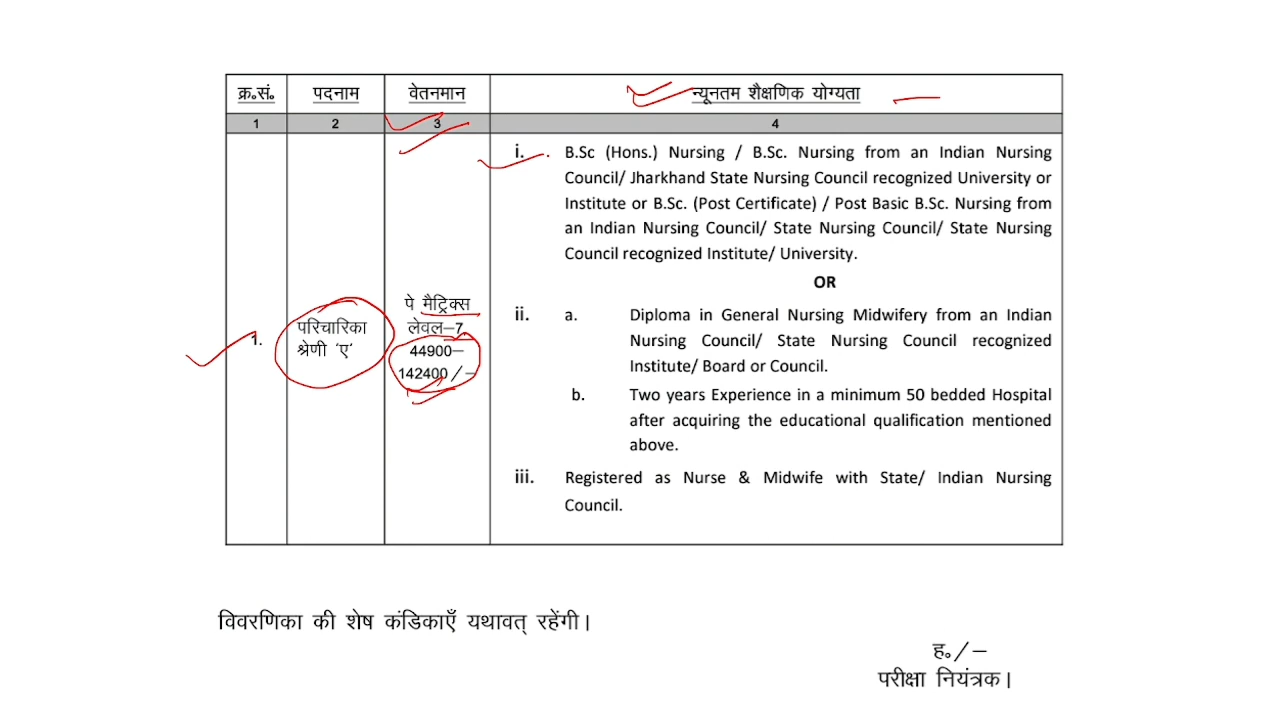 क्र॰सं॰ पदनाम वेतनमान न्यूनतम शैक्षणिक योग्यता
1 2 3 4
i. B.Sc (Hons.) Nursing / B.Sc. Nursing from an Indian Nursing
Council/ Jharkhand State Nursing Council recognized University or
Institute or B.Sc. (Post Certificate) / Post Basic B.Sc. Nursing from
an Indian Nursing Council/ State Nursing Council/ State Nursing
Council recognized Institute/ University.
OR
1. परिचारिका
श्रेणी ‘ए’
पे मैट्रिक्स
लेवल–7
44900–
142400/–
ii. a. Diploma in General Nursing Midwifery from an Indian
Nursing Council/ State Nursing Council recognized
Institute/ Board or Council.
b. Two years Experience in a minimum 50 bedded Hospital
after acquiring the educational qualification mentioned
above.
iii. Registered as Nurse & Midwife with State/ Indian Nursing
Council.
विवरणिका की शेष कंडिकाएँ यथावत् रहेंगी।
ह॰/–
परीक्षा नियंत्रक।